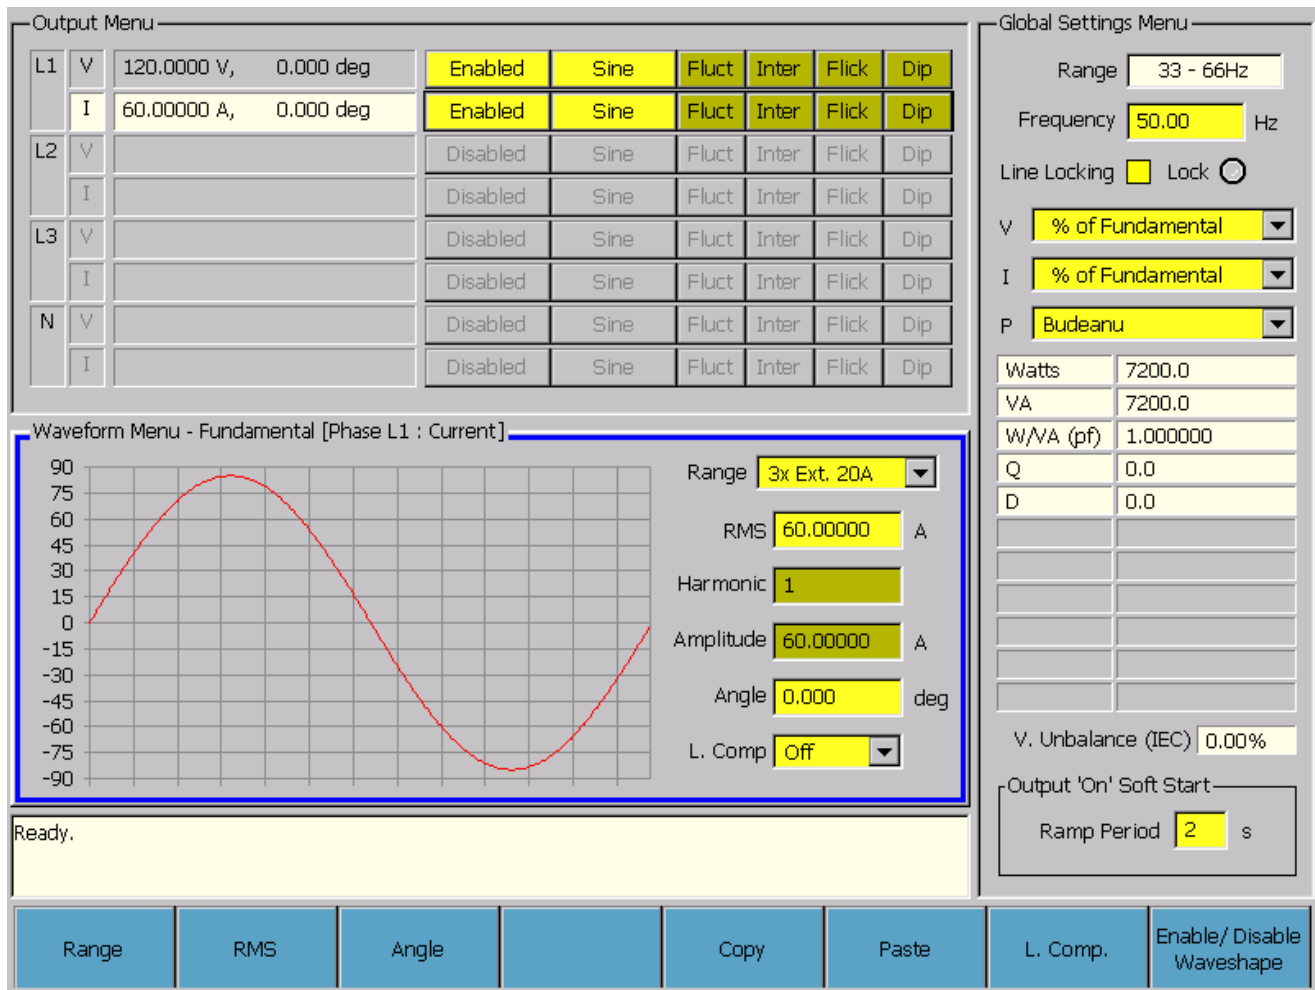 Output Menu
L1 V 120.0000 V, 0.000 deg Enabled Sine Fluct Inter Flick Dip
I 60.00000 A, 0.000 deg Enabled Sine Fluct Inter Flick Dip
L2 V Disabled Sine Fluct Inter Flick Dip
I Disabled Sine Fluct Inter Flick Dip
L3 V Disabled Sine Fluct Inter Flick Dip
I Disabled Sine Fluct Inter Flick Dip
N V Disabled Sine Fluct Inter Flick Dip
I Disabled Sine Fluct Inter Flick Dip
Waveform Menu - Fundamental [Phase L1 : Current]
90
75
60
45
30
15
0
-15
-30
-45
-60
-75
-90
Range 3x Ext. 20A
RMS 60.00000 A
Harmonic 1
Amplitude 60.00000 A
Angle 0.000 deg
L. Comp Off
Ready.
Global Settings Menu
Range 33 - 66Hz
Frequency 50.00 Hz
Line Locking Lock
V % of Fundamental
I % of Fundamental
P Budeanu
Watts 7200.0
VA 7200.0
W/VA (pf) 1.000000
Q 0.0
D 0.0
V. Unbalance (IEC) 0.00%
Output 'On' Soft Start
Ramp Period 2 s
Range RMS Angle Copy Paste L. Comp. Enable/ Disable
Waveshape